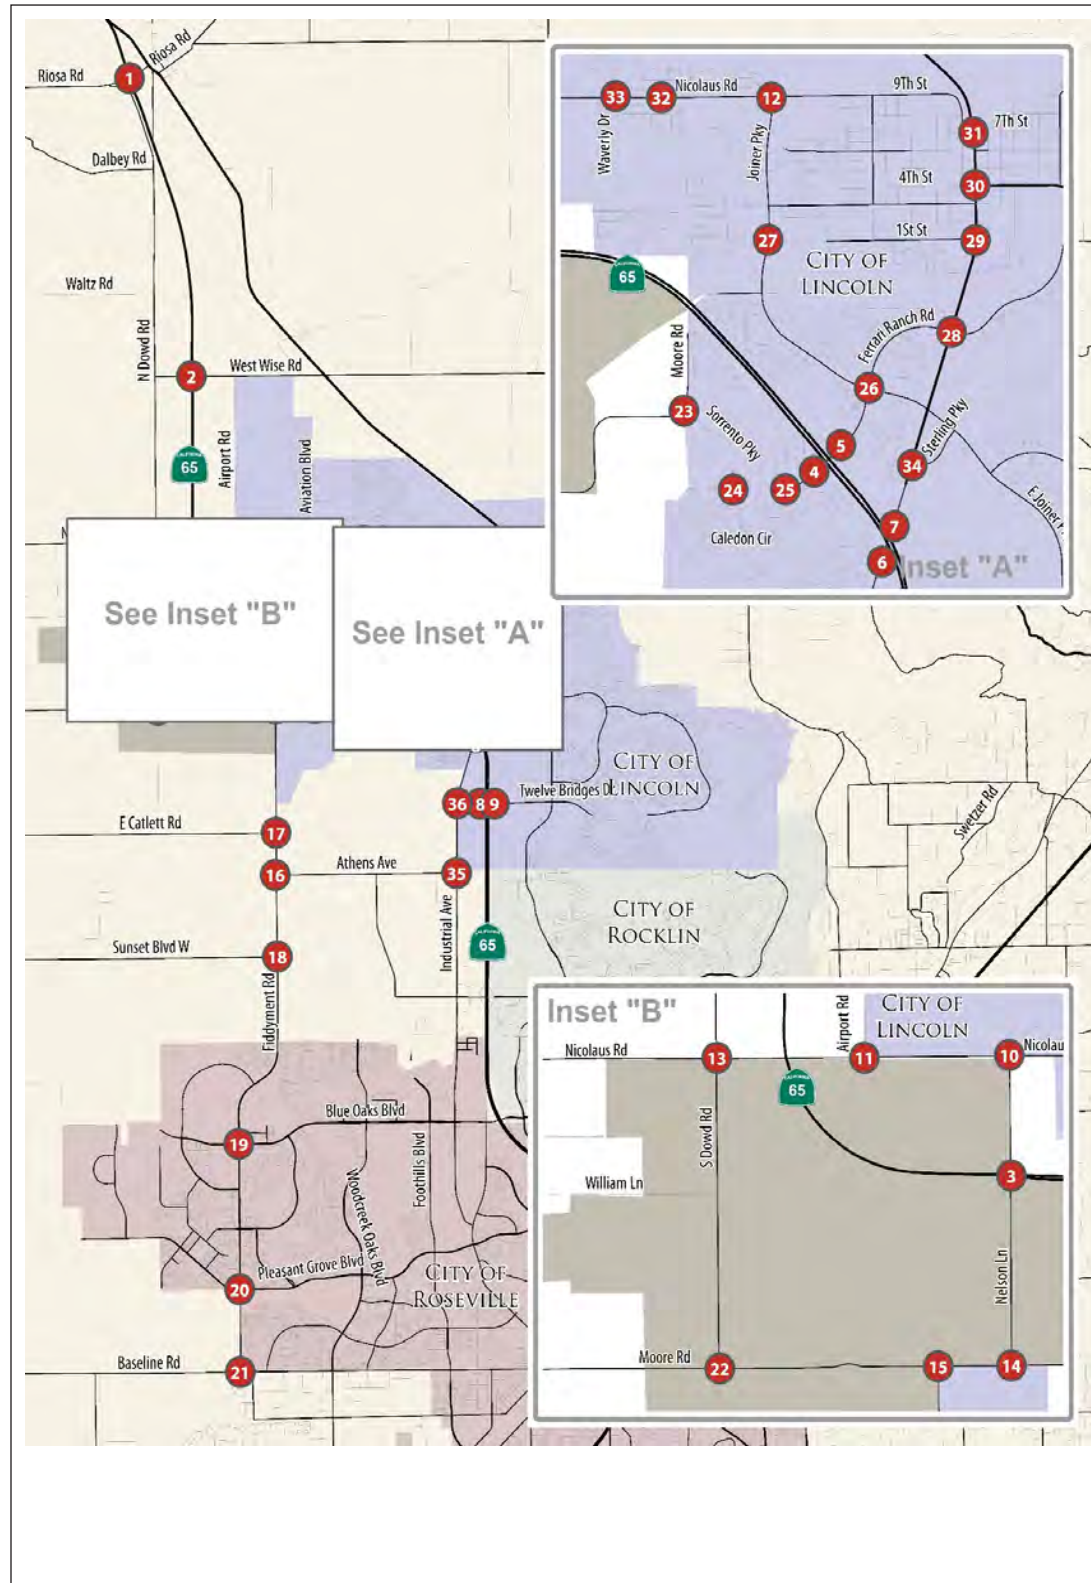 Riosa Rd
Riosa Rd
1
Dalbey Rd
Waltz Rd
N Dowd Rd
2
West Wise Rd
CALIFORNIA
65
Airport Rd
Aviation Blvd
See Inset "B"
See Inset "A"
33
32
Nicolaus Rd
12
9Th St
Waverly Dr
Joiner Pky
31
7Th St
4Th St
30
27
1St St
29
CITY OF
LINCOLN
65
Moore Rd
Ferrari Ranch Rd
28
26
23
Sorrento Pky
5
Sterling Pky
4
34
24
25
E Joiner
Caledon Cir
7
6
Inset "A"
CITY OF
LINCOLN
36
8
9
Twelve Bridges D
E Catlett Rd
17
16
Athens Ave
35
Swetzer Rd
Industrial Ave
CITY OF
ROCKLIN
Sunset Blvd W
18
65
Fiddyment Rd
Inset "B"
Airport Rd
CITY OF
LINCOLN
Nicolaus Rd
13
11
10
Nicolau
65
S Dowd Rd
William Ln
3
Nelson Ln
Moore Rd
22
15
14
Blue Oaks Blvd
19
Foothills Blvd
Woodcreek Oaks Blvd
Pleasant Grove Blvd
20
CITY OF
ROSEVILLE
Baseline Rd
21